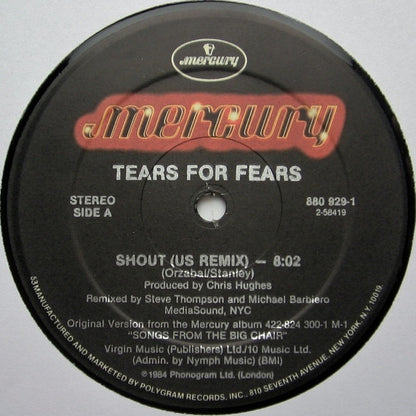 mercury
mercury
TEARS FOR FEARS
STEREO
SIDE A
880 929-1
2-58419
SHOUT (US REMIX) — 8:02
(Orzabal/Stanley)
Produced by Chris Hughes
Remixed by Steve Thompson and Michael Barbiero
MediaSound, NYC
Original Version from the Mercury album 422-824 300-1 M-1
"SONGS FROM THE BIG CHAIR"
Virgin Music (Publishers) Ltd./10 Music Ltd.
(Admin. by Nymph Music) (BMI)
℗ 1984 Phonogram Ltd. (London)
53MANUFACTURED AND MARKETED BY POLYGRAM RECORDS, INC., 810 SEVENTH AVENUE, NEW YORK, N.Y. 10019.